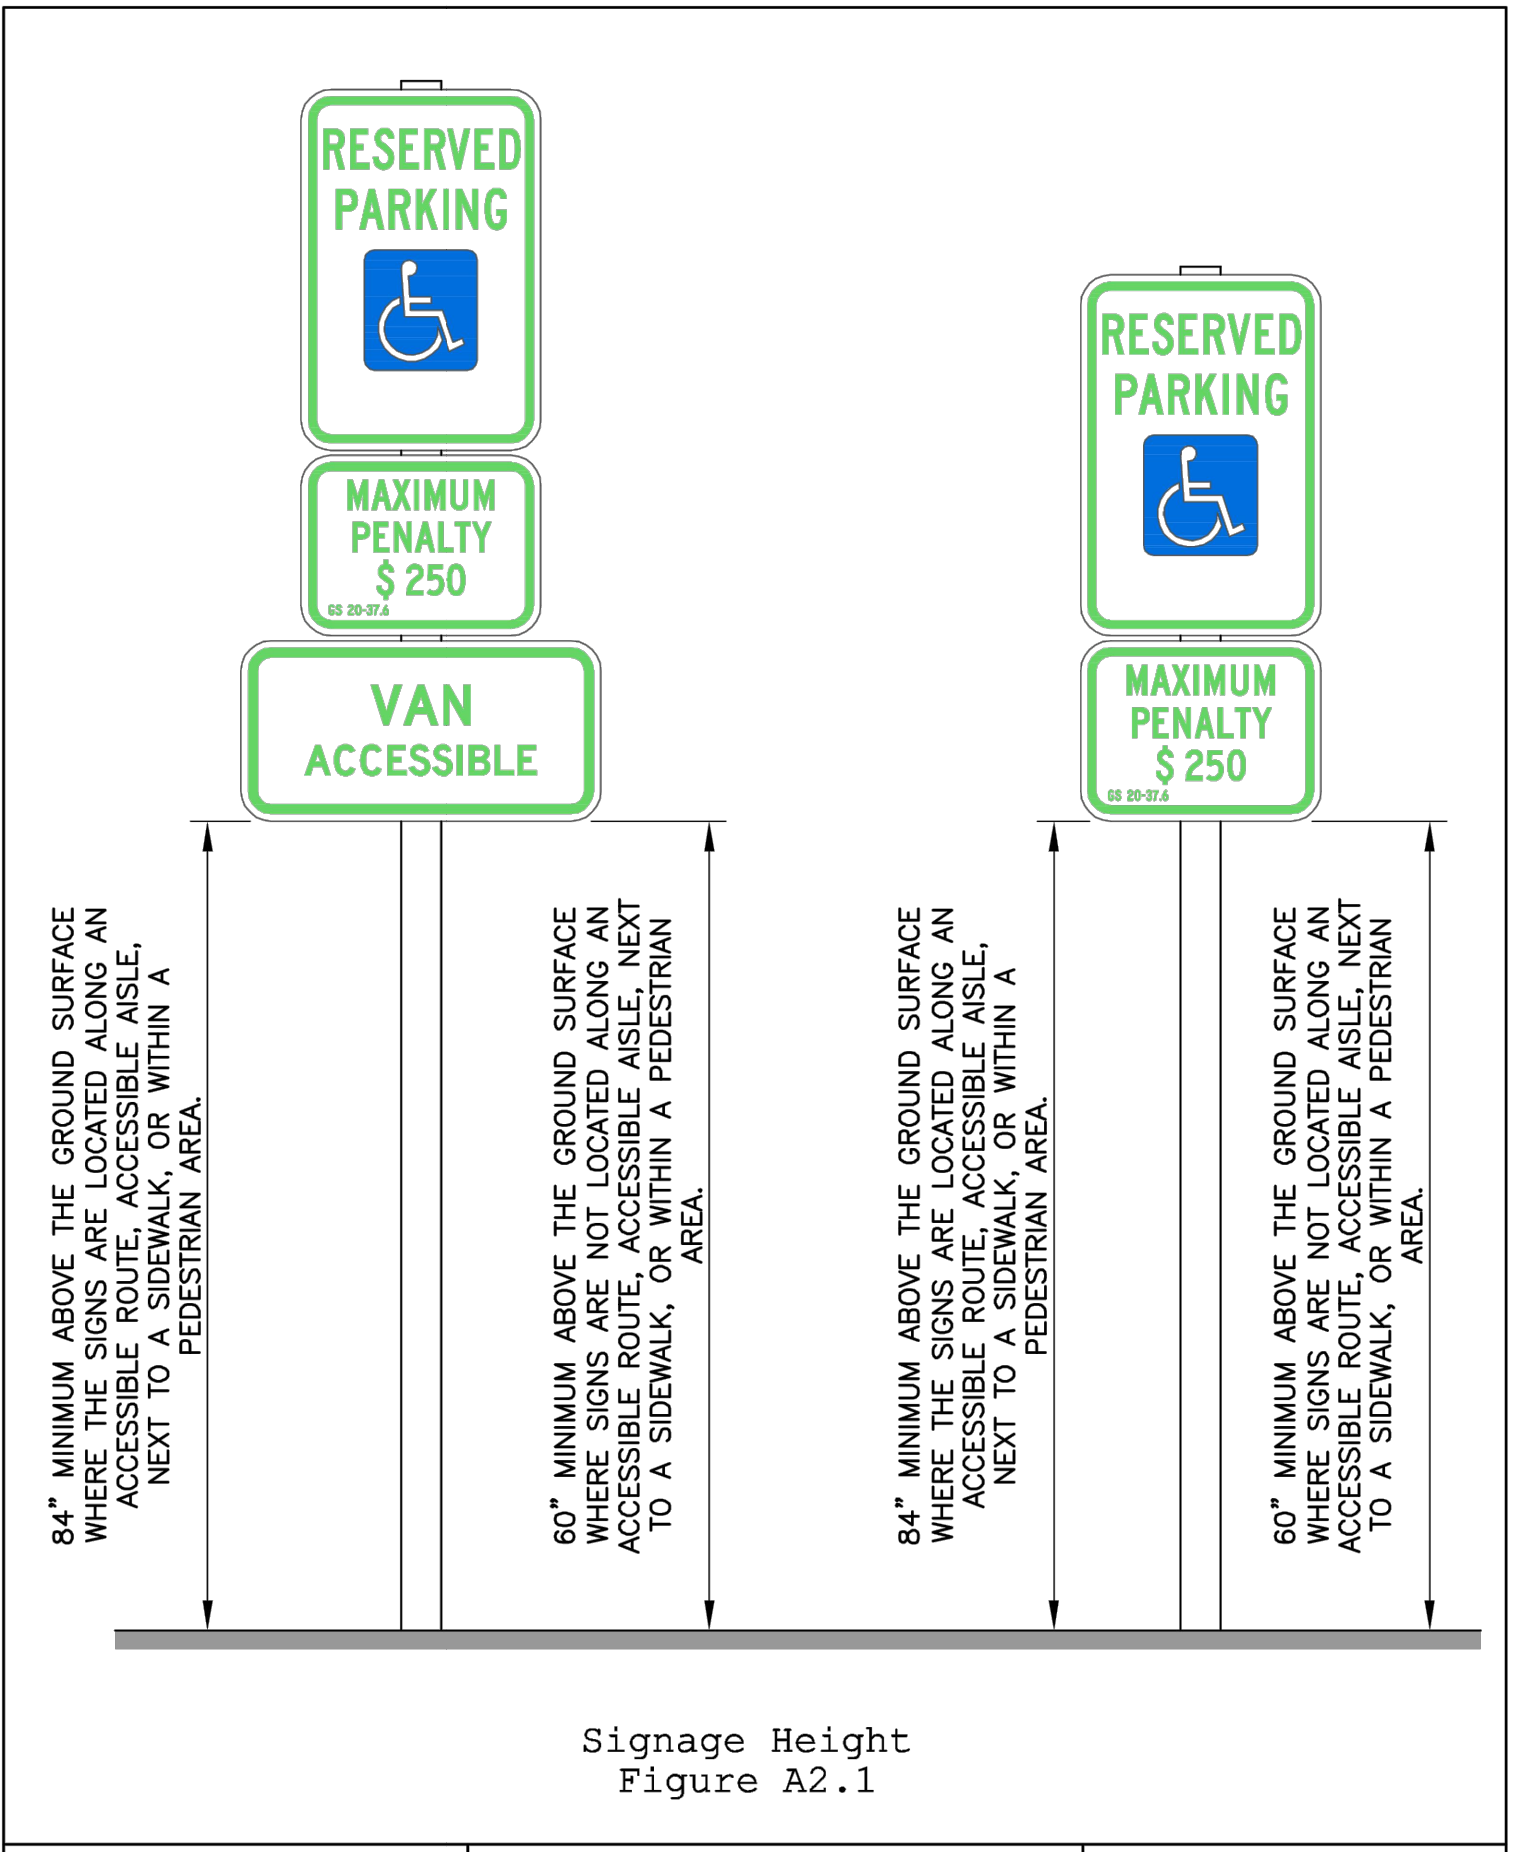 RESERVED
PARKING
MAXIMUM
PENALTY
$ 250
GS 20-37.6
VAN
ACCESSIBLE
RESERVED
PARKING
MAXIMUM
PENALTY
$ 250
GS 20-37.6
84” MINIMUM ABOVE THE GROUND SURFACE
WHERE THE SIGNS ARE LOCATED ALONG AN
ACCESSIBLE ROUTE, ACCESSIBLE AISLE,
NEXT TO A SIDEWALK, OR WITHIN A
PEDESTRIAN AREA.
60” MINIMUM ABOVE THE GROUND SURFACE
WHERE SIGNS ARE NOT LOCATED ALONG AN
ACCESSIBLE ROUTE, ACCESSIBLE AISLE, NEXT
TO A SIDEWALK, OR WITHIN A PEDESTRIAN
AREA.
84” MINIMUM ABOVE THE GROUND SURFACE
WHERE THE SIGNS ARE LOCATED ALONG AN
ACCESSIBLE ROUTE, ACCESSIBLE AISLE,
NEXT TO A SIDEWALK, OR WITHIN A
PEDESTRIAN AREA.
60” MINIMUM ABOVE THE GROUND SURFACE
WHERE SIGNS ARE NOT LOCATED ALONG AN
ACCESSIBLE ROUTE, ACCESSIBLE AISLE, NEXT
TO A SIDEWALK, OR WITHIN A PEDESTRIAN
AREA.
Signage Height
Figure A2.1